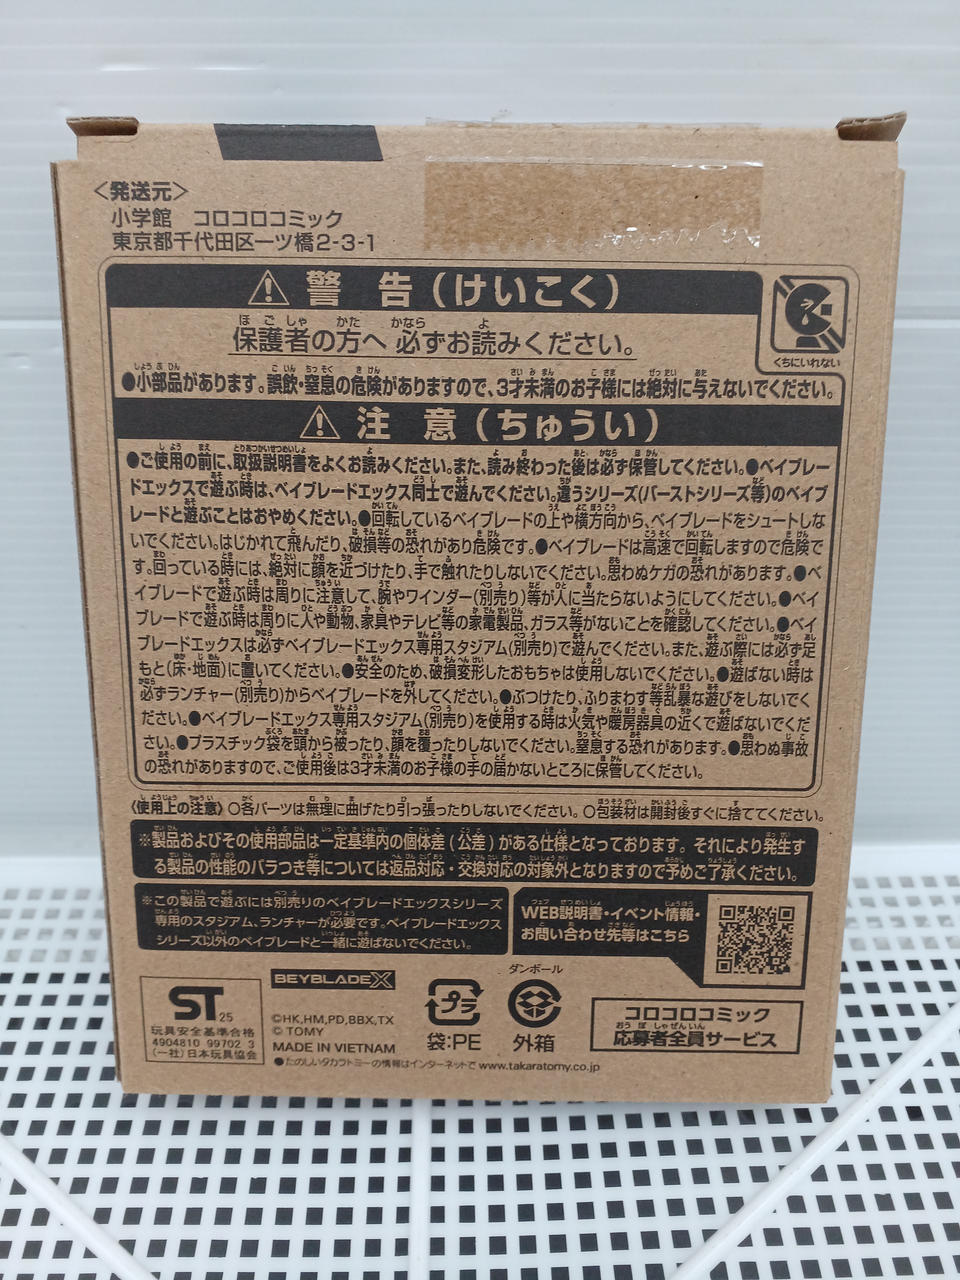 〈発送元〉
小学館 コロコロコミック
東京都千代田区一ツ橋2-3-1
警告(けいこく)
くちにいれない
保護者の方へ 必ずお読みください。
●小部品があります。誤飲・窒息の危険がありますので、3才未満のお子様には絶対に与えないでください。
注意(ちゅうい)
●ご使用の前に、取扱説明書をよくお読みください。また、読み終わった後は必ず保管してください。●ベイブレー
ドエックスで遊ぶ時は、ベイブレードエックス同士で遊んでください。違うシリーズ(バーストシリーズ等)のベイブ
レードと遊ぶことはおやめください。●回転しているベイブレードの上や横方向から、ベイブレードをシュートしな
いでください。はじかれて飛んだり、破損等の恐れがあり危険です。●ベイブレードは高速で回転しますので危険で
す。回っている時には、絶対に顔を近づけたり、手で触れたりしないでください。思わぬケガの恐れがあります。●ベ
イブレードで遊ぶ時は周りに注意して、腕やワインダー(別売り)等が人に当たらないようにしてください。●ベイ
ブレードで遊ぶ時は周りに人や動物、家具やテレビ等の家電製品、ガラス等がないことを確認してください。●ベイ
ブレードエックスは必ずベイブレードエックス専用スタジアム(別売り)で遊んでください。また、遊ぶ際には必ず足
もと(床・地面)に置いてください。●安全のため、破損変形したおもちゃは使用しないでください。●遊ばない時は
必ずランチャー(別売り)からベイブレードを外してください。●ぶつけたり、ふりまわす等乱暴な遊びをしないでく
ださい。●ベイブレードエックス専用スタジアム(別売り)を使用する時は火気や暖房器具の近くで遊ばないでくだ
さい。●プラスチック袋を頭から被ったり、顔を覆ったりしないでください。窒息する恐れがあります。●思わぬ事故
の恐れがありますので、ご使用後は3才未満のお子様の手の届かないところに保管してください。
〈使用上の注意〉○各パーツは無理に曲げたり引っ張ったりしないでください。○包装材は開封後すぐに捨ててください。
※製品およびその使用部品は一定基準内の個体差(公差)がある仕様となっております。それにより発生す
る製品の性能のバラつき等については返品対応・交換対応の対象外となりますので予めご了承ください。
※この製品で遊ぶには別売りのベイブレードエックスシリーズ
専用のスタジアム、ランチャーが必要です。ベイブレードエックス
シリーズ以外のベイブレードと一緒に遊ばないでください。
WEB説明書・イベント情報・
お問い合わせ先等はこちら
ST 25
玩具安全基準合格
4904810 99702 3
(一社)日本玩具協会
BEYBLADE X
©HK,HM,PD,BBX,TX
© TOMY
MADE IN VIETNAM
●たのしいタカラトミーの情報はインターネットで www.takaratomy.co.jp
プラ
袋:PE
ダンボール
外箱
コロコロコミック
応募者全員サービス